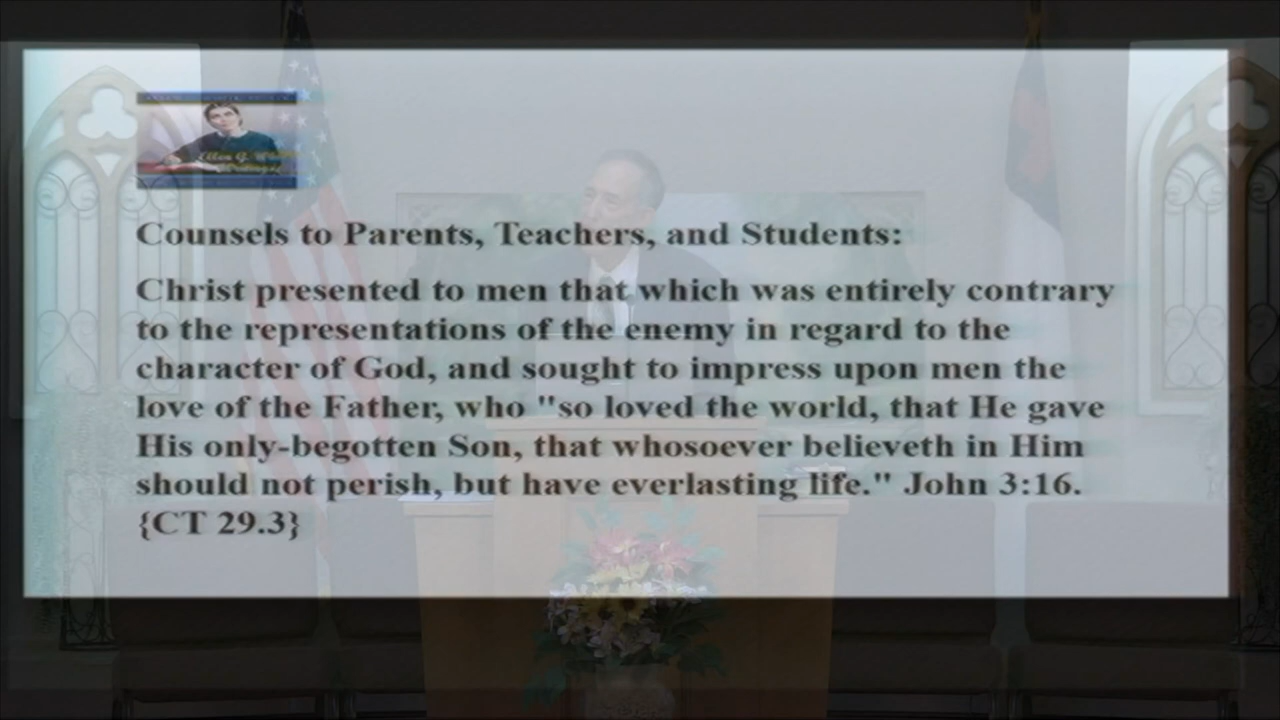 Ellen G. White
Writings
Counsels to Parents, Teachers, and Students:
Christ presented to men that which was entirely contrary
to the representations of the enemy in regard to the
character of God, and sought to impress upon men the
love of the Father, who "so loved the world, that He gave
His only-begotten Son, that whosoever believeth in Him
should not perish, but have everlasting life." John 3:16.
{CT 29.3}